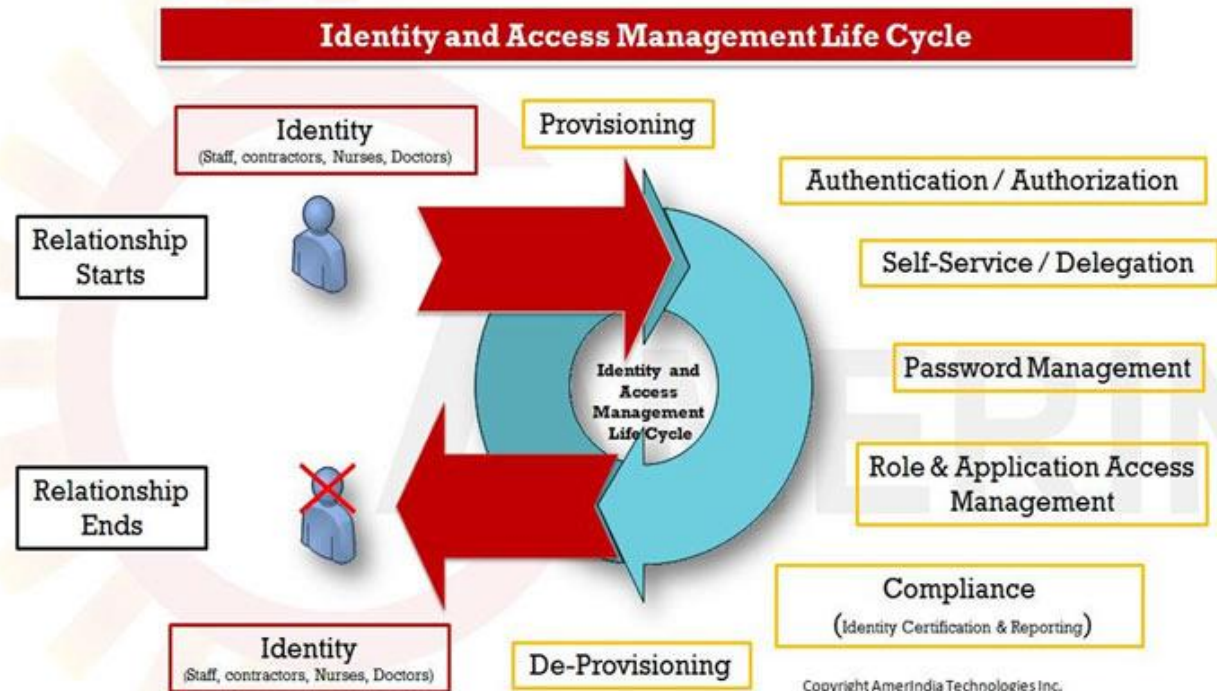 Identity and Access Management Life Cycle
Identity
(Staff, contractors, Nurses, Doctors)
Provisioning
Authentication / Authorization
Relationship
Starts
Self-Service / Delegation
Identity and
Access
Management
Life Cycle
Password Management
Relationship
Ends
Role & Application Access
Management
Compliance
(Identity Certification & Reporting)
Identity
(Staff, contractors, Nurses, Doctors)
De-Provisioning
Copyright AmerIndia Technologies Inc.